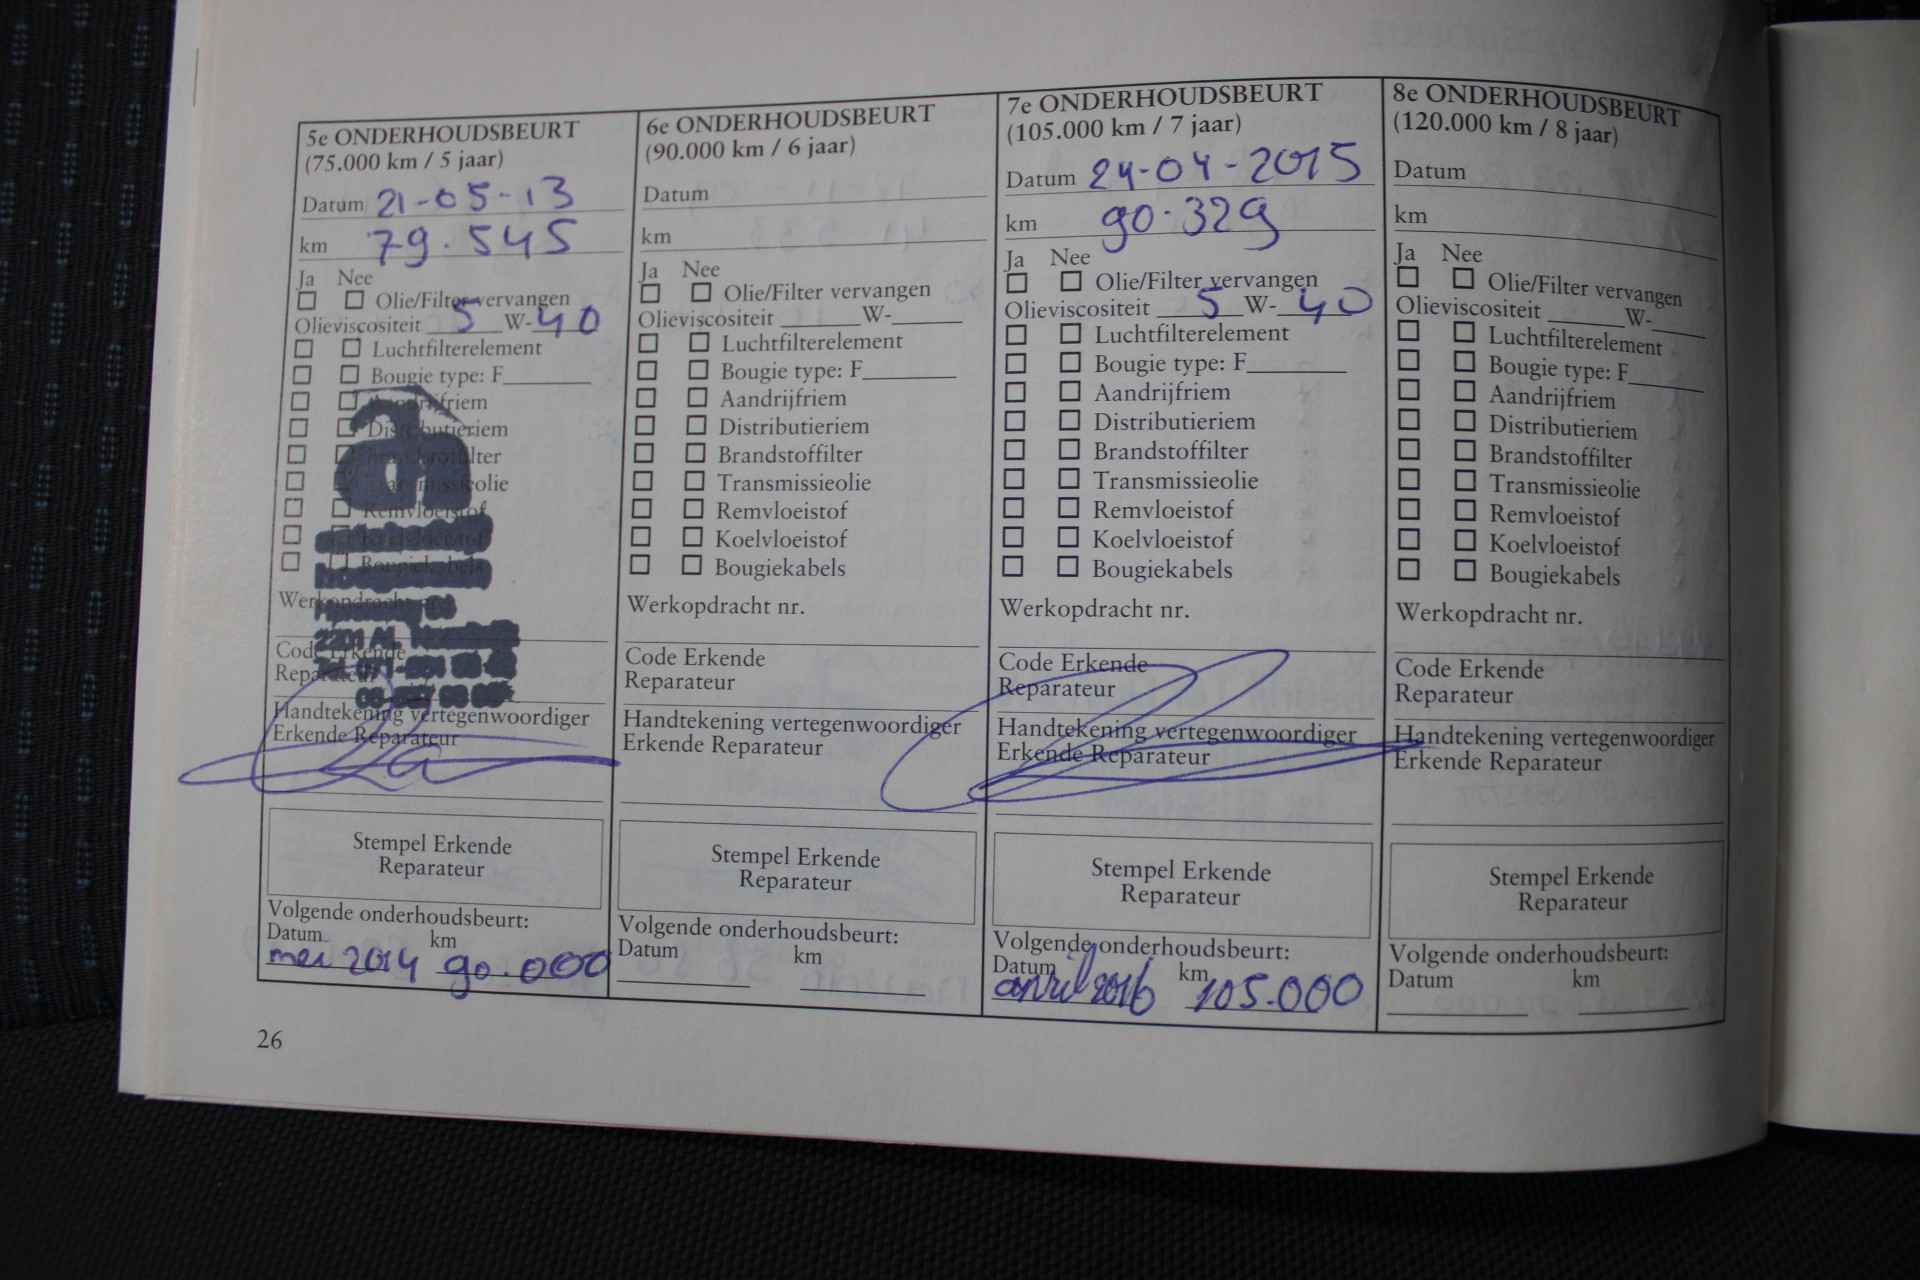 5e ONDERHOUDSBEURT
(75.000 km / 5 jaar)
Datum 21-05-13
km 79.545
Ja Nee
Olie/Filter vervangen
Olieviscositeit 5 W- 40
Luchtfilterelement
Bougie type: F
Aandrijfriem
Distributieriem
Brandstoffilter
Transmissieolie
Remvloeistof
Koelvloeistof
Bougiekabels
Werkopdracht nr.
Code Erkende
Reparateur
Handtekening vertegenwoordiger
Erkende Reparateur
Stempel Erkende
Reparateur
Volgende onderhoudsbeurt:
Datum km
mei 2014 90.000
6e ONDERHOUDSBEURT
(90.000 km / 6 jaar)
Datum
km
Ja Nee
Olie/Filter vervangen
Olieviscositeit W-
Luchtfilterelement
Bougie type: F
Aandrijfriem
Distributieriem
Brandstoffilter
Transmissieolie
Remvloeistof
Koelvloeistof
Bougiekabels
Werkopdracht nr.
Code Erkende
Reparateur
Handtekening vertegenwoordiger
Erkende Reparateur
Stempel Erkende
Reparateur
Volgende onderhoudsbeurt:
Datum km
7e ONDERHOUDSBEURT
(105.000 km / 7 jaar)
Datum 24-04-2015
km 90.329
Ja Nee
Olie/Filter vervangen
Olieviscositeit 5 W- 40
Luchtfilterelement
Bougie type: F
Aandrijfriem
Distributieriem
Brandstoffilter
Transmissieolie
Remvloeistof
Koelvloeistof
Bougiekabels
Werkopdracht nr.
Code Erkende
Reparateur
Handtekening vertegenwoordiger
Erkende Reparateur
Stempel Erkende
Reparateur
Volgende onderhoudsbeurt:
Datum km
april 2016 105.000
8e ONDERHOUDSBEURT
(120.000 km / 8 jaar)
Datum
km
Ja Nee
Olie/Filter vervangen
Olieviscositeit W-
Luchtfilterelement
Bougie type: F
Aandrijfriem
Distributieriem
Brandstoffilter
Transmissieolie
Remvloeistof
Koelvloeistof
Bougiekabels
Werkopdracht nr.
Code Erkende
Reparateur
Handtekening vertegenwoordiger
Erkende Reparateur
Stempel Erkende
Reparateur
Volgende onderhoudsbeurt:
Datum km
26